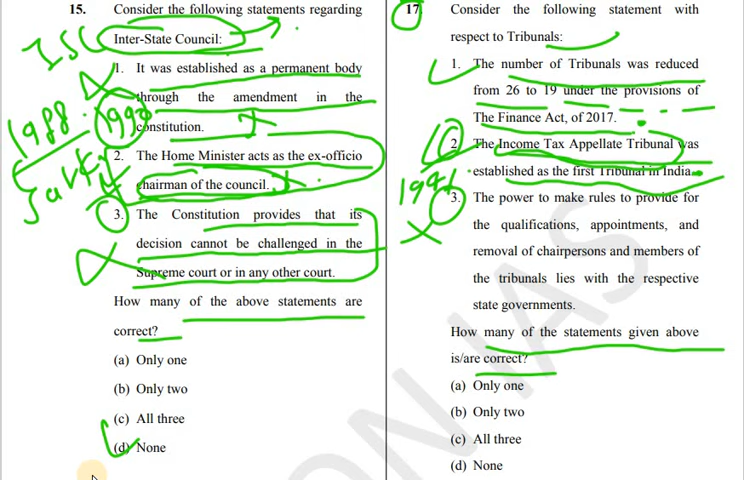 15. Consider the following statements regarding
Inter-State Council:
1. It was established as a permanent body
through the amendment in the
constitution.
2. The Home Minister acts as the ex-officio
chairman of the council.
3. The Constitution provides that its
decision cannot be challenged in the
Supreme court or in any other court.
How many of the above statements are
correct?
(a) Only one
(b) Only two
(c) All three
(d) None
ISC
1988
1990
17. Consider the following statement with
respect to Tribunals:
1. The number of Tribunals was reduced
from 26 to 19 under the provisions of
The Finance Act, of 2017.
2. The Income Tax Appellate Tribunal was
established as the first Tribunal in India.
3. The power to make rules to provide for
the qualifications, appointments, and
removal of chairpersons and members of
the tribunals lies with the respective
state governments.
How many of the statements given above
is/are correct?
(a) Only one
(b) Only two
(c) All three
(d) None
IAS